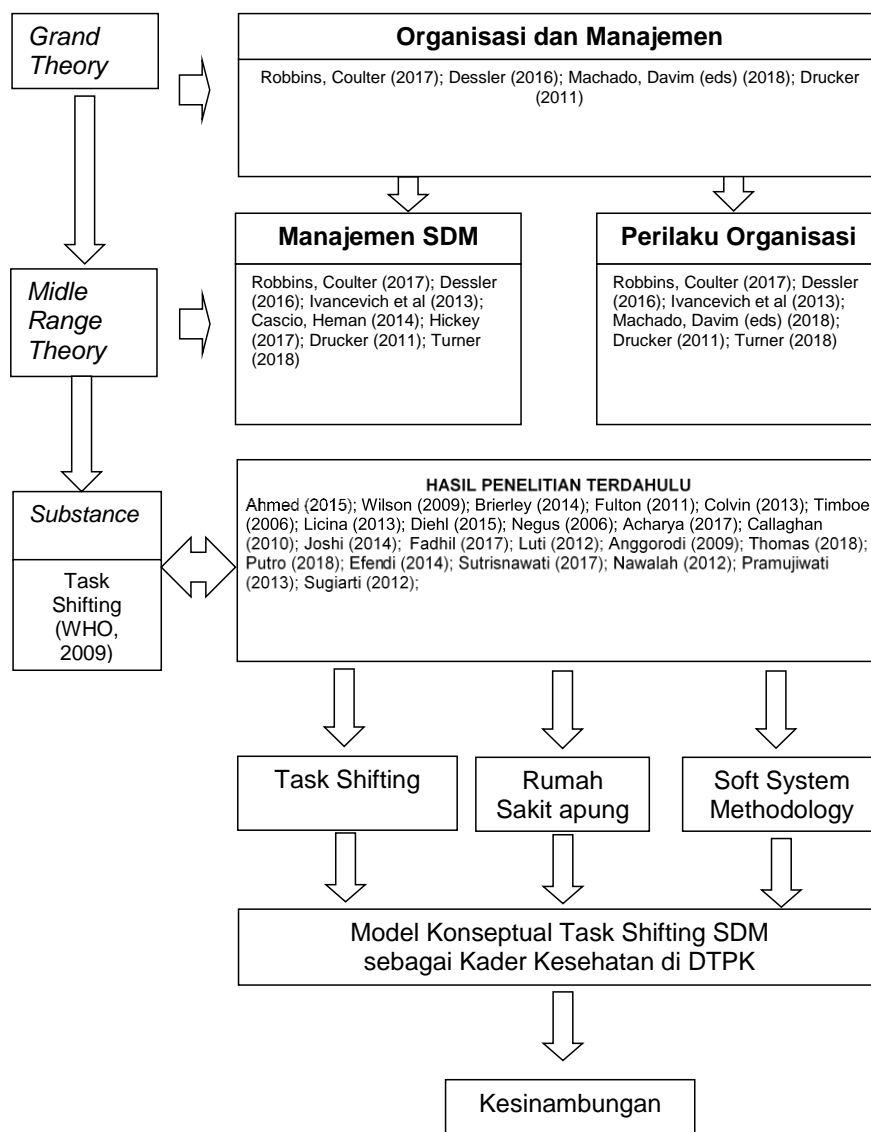 Grand
Theory
Organisasi dan Manajemen
Robbins, Coulter (2017); Dessler (2016); Machado, Davim (eds) (2018); Drucker
(2011)
Midle
Range
Theory
Manajemen SDM
Robbins, Coulter (2017); Dessler
(2016); Ivancevich et al (2013);
Cascio, Heman (2014); Hickey
(2017); Drucker (2011); Turner
(2018)
Perilaku Organisasi
Robbins, Coulter (2017); Dessler
(2016); Ivancevich et al (2013);
Machado, Davim (eds) (2018);
Drucker (2011); Turner (2018)
Substance
Task
Shifting
(WHO,
2009)
HASIL PENELITIAN TERDAHULU
Ahmed (2015); Wilson (2009); Brierley (2014); Fulton (2011); Colvin (2013); Timboe
(2006); Licina (2013); Diehl (2015); Negus (2006); Acharya (2017); Callaghan
(2010); Joshi (2014); Fadhil (2017); Luti (2012); Anggorodi (2009); Thomas (2018);
Putro (2018); Efendi (2014); Sutrisnawati (2017); Nawalah (2012); Pramujiwati
(2013); Sugiarti (2012);
Task Shifting
Rumah
Sakit apung
Soft System
Methodology
Model Konseptual Task Shifting SDM
sebagai Kader Kesehatan di DTPK
Kesinambungan